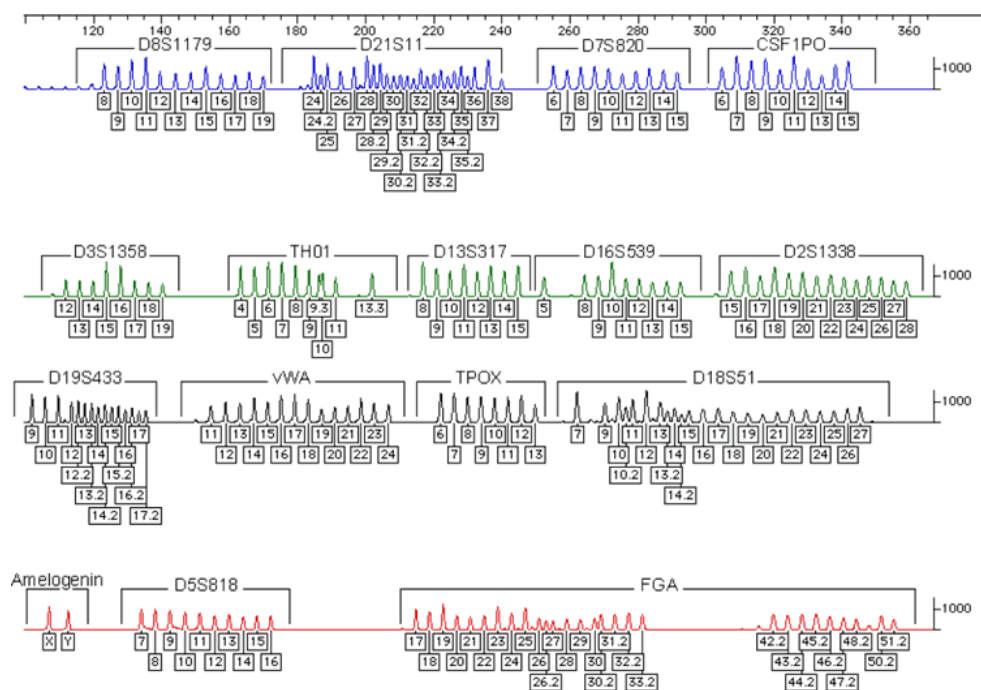 120 140 160 180 200 220 240 260 280 300 320 340 360
D8S1179 D21S11 D7S820 CSF1PO
1000
8 10 12 14 16 18 24 26 28 30 32 34 36 38 6 8 10 12 14 6 8 10 12 14
9 11 13 15 17 19 24.2 27 29 31 33 35 37 7 9 11 13 15 7 9 11 13 15
25 28.2 31.2 34.2
29.2 32.2 35.2
30.2 33.2
D3S1358 TH01 D13S317 D16S539 D2S1338
1000
12 14 16 18 4 6 8 9.3 13.3 8 10 12 14 5 8 10 12 14 15 17 19 21 23 25 27
13 15 17 19 5 7 9 11 9 11 13 15 9 11 13 15 16 18 20 22 24 26 28
10
D19S433 vWA TPOX D18S51
1000
9 11 13 15 17 11 13 15 17 19 21 23 6 8 10 12 7 9 11 13 15 17 19 21 23 25 27
10 12 14 16 12 14 16 18 20 22 24 7 9 11 13 10 12 14 16 18 20 22 24 26
12.2 15.2 10.2 13.2
13.2 16.2 14.2
14.2 17.2
Amelogenin D5S818 FGA
1000
X Y 7 9 11 13 15 17 19 21 23 25 27 29 31.2 42.2 45.2 48.2 51.2
8 10 12 14 16 18 20 22 24 26 28 30 32.2 43.2 46.2 50.2
26.2 30.2 33.2 44.2 47.2